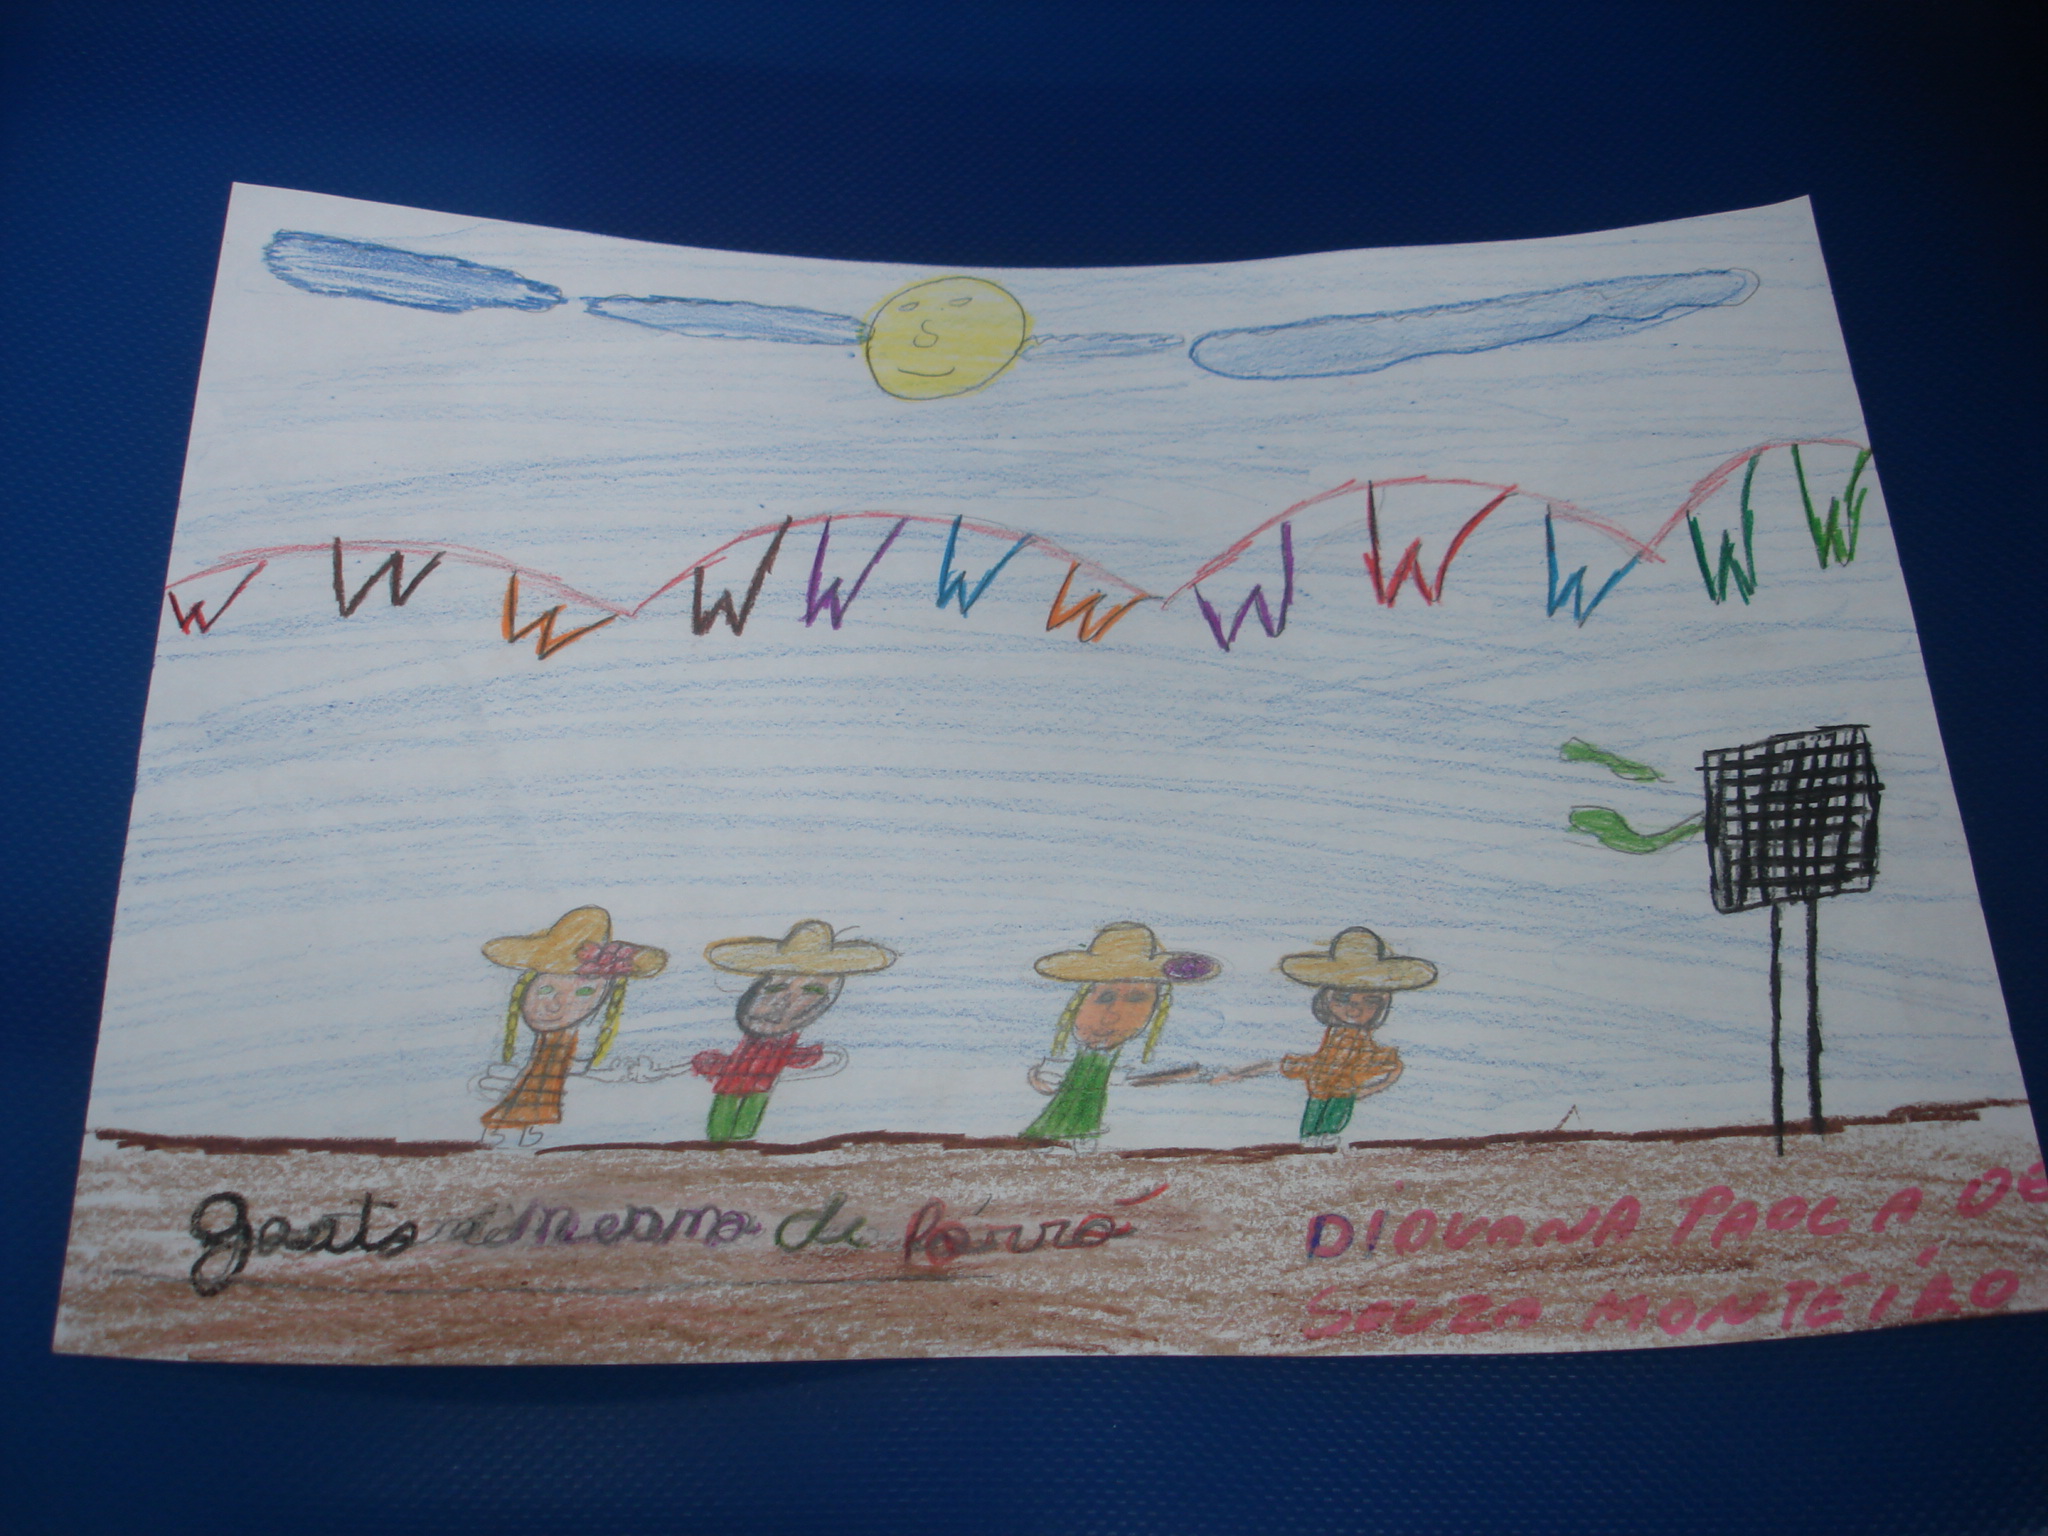 gosto mesmo de forró
DIOVANA PAOLA DE
SOUZA MONTEIRO